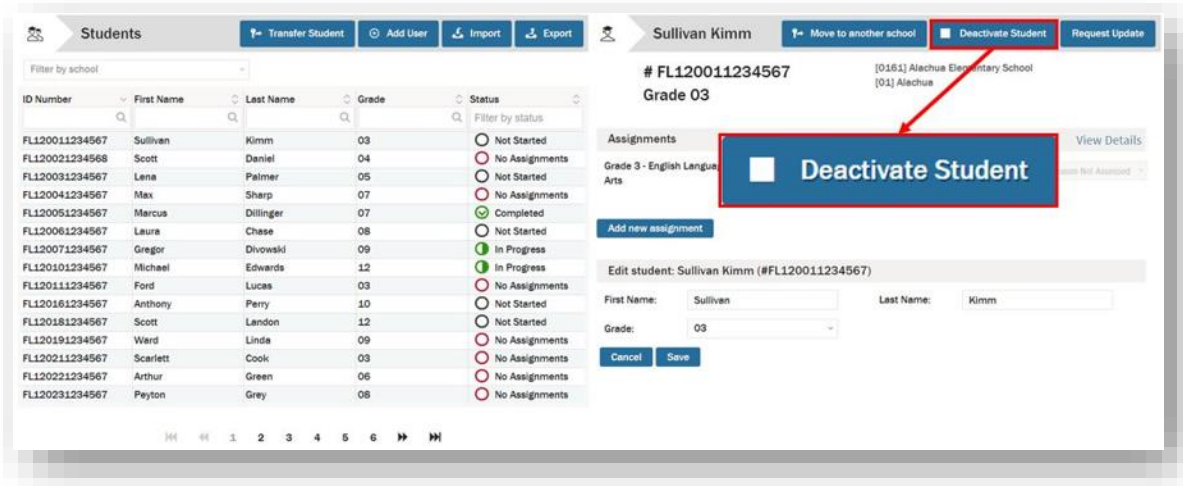 Students
Transfer Student
Add User
Import
Export
Filter by school
ID Number First Name Last Name Grade Status
Filter by status
FL120011234567 Sullivan Kimm 03 Not Started
FL120021234568 Scott Daniel 04 No Assignments
FL120031234567 Lena Palmer 05 Not Started
FL120041234567 Max Sharp 07 No Assignments
FL120051234567 Marcus Dillinger 07 Completed
FL120061234567 Laura Chase 08 Not Started
FL120071234567 Gregor Divowski 09 In Progress
FL120101234567 Michael Edwards 12 In Progress
FL120111234567 Ford Lucas 03 No Assignments
FL120161234567 Anthony Perry 10 Not Started
FL120181234567 Scott Landon 12 Not Started
FL120191234567 Ward Linda 09 No Assignments
FL120211234567 Scarlett Cook 03 No Assignments
FL120221234567 Arthur Green 06 No Assignments
FL120231234567 Peyton Grey 08 No Assignments
1 2 3 4 5 6
Sullivan Kimm
Move to another school
Deactivate Student
Request Update
# FL120011234567
Grade 03
[0161] Alachua Elementary School
[01] Alachua
Assignments
View Details
Grade 3 - English Langua
Arts
Not Assessed
Deactivate Student
Add new assignment
Edit student: Sullivan Kimm (#FL120011234567)
First Name: Sullivan Last Name: Kimm
Grade: 03
Cancel Save